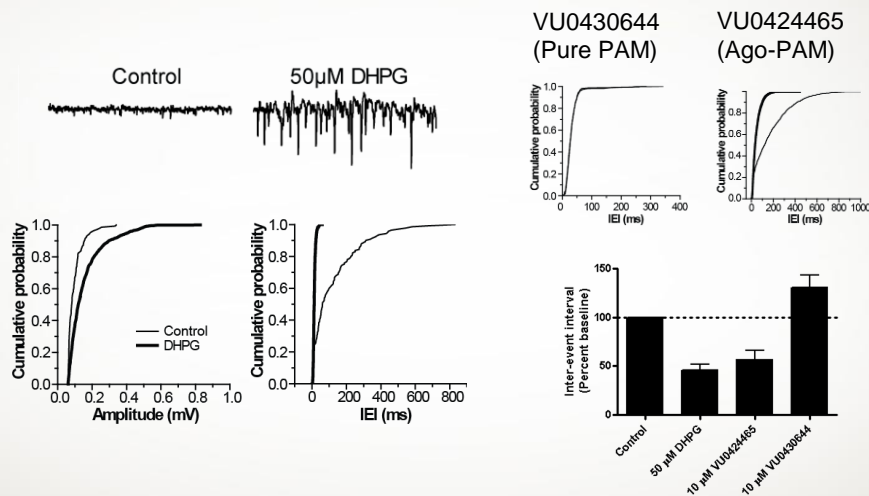 Control
50µM DHPG
Cumulative probability
1.0
0.8
0.6
0.4
0.2
0.0
Control
DHPG
0.0 0.2 0.4 0.6 0.8 1.0
Amplitude (mV)
Cumulative probability
1.0
0.8
0.6
0.4
0.2
0.0
0 200 400 600 800
IEI (ms)
VU0430644
(Pure PAM)
Cumulative probability
1.0
0.8
0.6
0.4
0.2
0.0
0 100 200 300 400
IEI (ms)
VU0424465
(Ago-PAM)
Cumulative probability
1.0
0.8
0.6
0.4
0.2
0.0
0 200 400 600 800 1000
IEI (ms)
Inter-event interval
(Percent baseline)
150
100
50
0
Control
50 µM DHPG
10 µM VU0424465
10 µM VU0430644